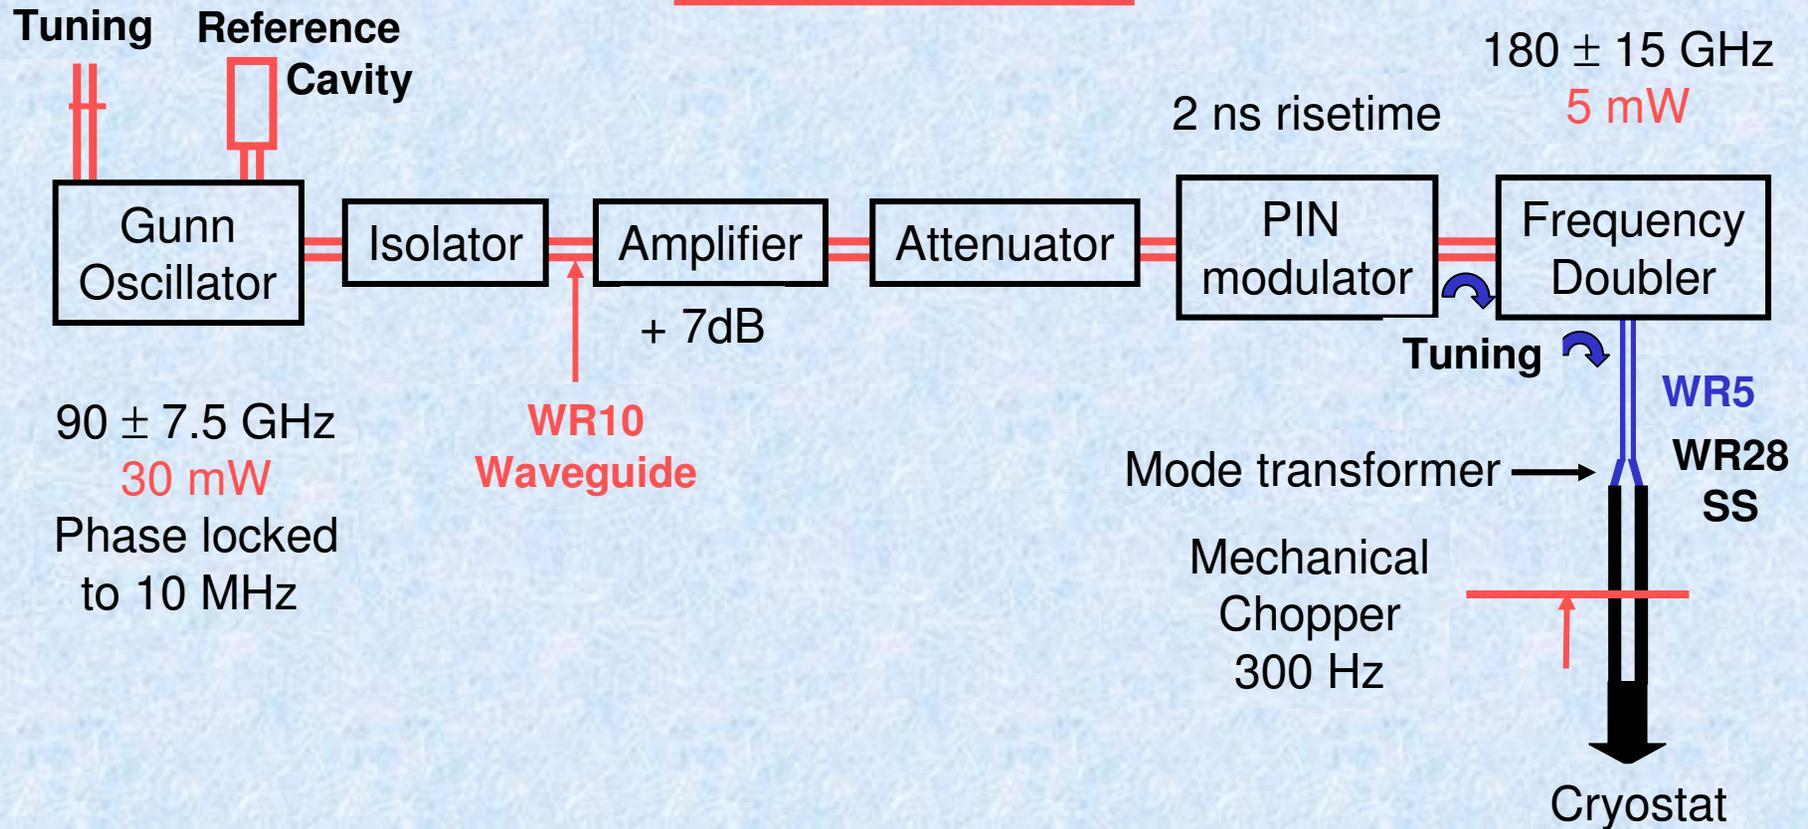 Tuning
Reference
Cavity
180 ± 15 GHz
5 mW
2 ns risetime
Gunn
Oscillator
Isolator
Amplifier
Attenuator
PIN
modulator
Frequency
Doubler
+ 7dB
Tuning
WR5
90 ± 7.5 GHz
30 mW
Phase locked
to 10 MHz
WR10
Waveguide
Mode transformer
WR28
SS
Mechanical
Chopper
300 Hz
Cryostat